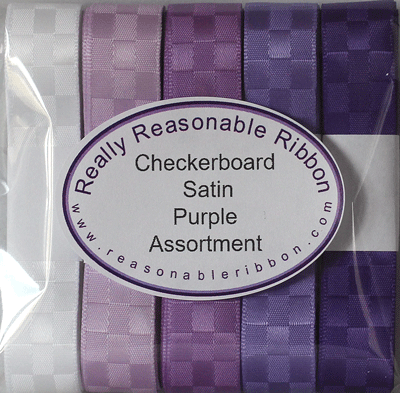 Really Reasonable Ribbon
Checkerboard
Satin
Purple
Assortment
www.reasonableribbon.com